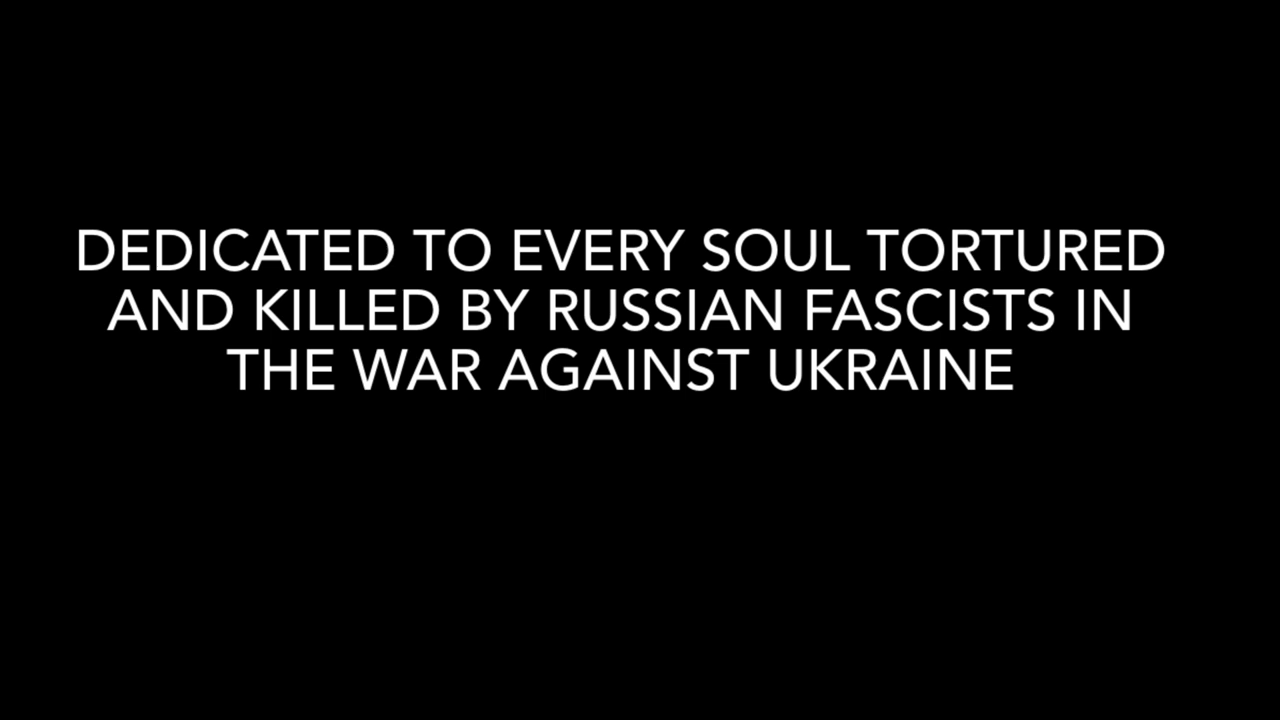 DEDICATED TO EVERY SOUL TORTURED
AND KILLED BY RUSSIAN FASCISTS IN
THE WAR AGAINST UKRAINE